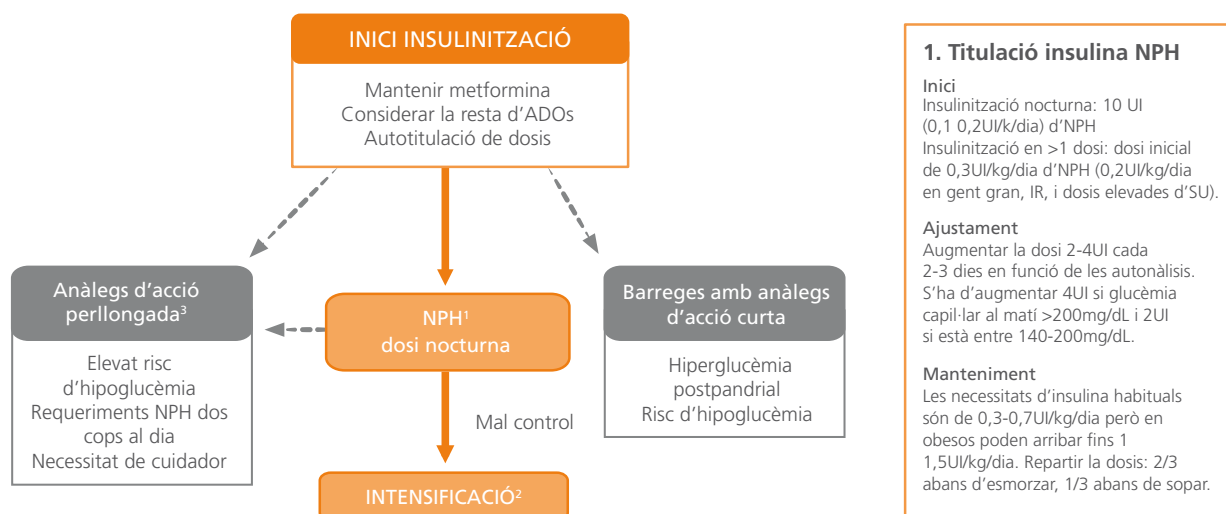 INICI INSULINITZACIÓ
Mantenir metformina
Considerar la resta d’ADOs
Autotitulació de dosis
Anàlegs d’acció
perllongada³
Elevat risc
d’hipoglucèmia
Requeriments NPH dos
cops al dia
Necessitat de cuidador
NPH¹
dosi nocturna
Mal control
INTENSIFICACIÓ²
Barreges amb anàlegs
d’acció curta
Hiperglucèmia
postpandrial
Risc d’hipoglucèmia
1. Titulació insulina NPH
Inici
Insulinització nocturna: 10 UI
(0,1 0,2UI/k/dia) d’NPH
Insulinització en >1 dosi: dosi inicial
de 0,3UI/kg/dia d’NPH (0,2UI/kg/dia
en gent gran, IR, i dosis elevades d’SU).
Ajustament
Augmentar la dosi 2-4UI cada
2-3 dies en funció de les autonàlisis.
S’ha d’augmentar 4UI si glucèmia
capil·lar al matí >200mg/dL i 2UI
si està entre 140-200mg/dL.
Manteniment
Les necessitats d’insulina habituals
són de 0,3-0,7UI/kg/dia però en
obesos poden arribar fins 1
1,5UI/kg/dia. Repartir la dosis: 2/3
abans d’esmorzar, 1/3 abans de sopar.